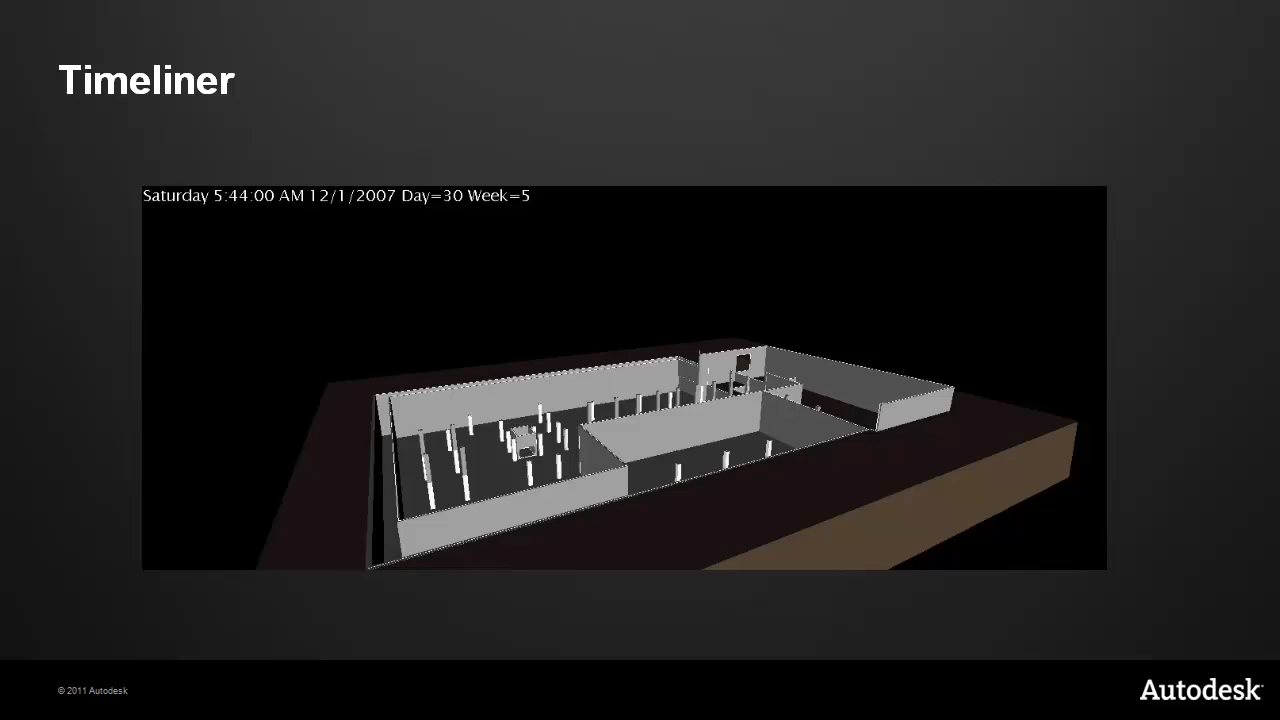 Timeliner
Saturday 5:44:00 AM 12/1/2007 Day=30 Week=5
© 2011 Autodesk
Autodesk